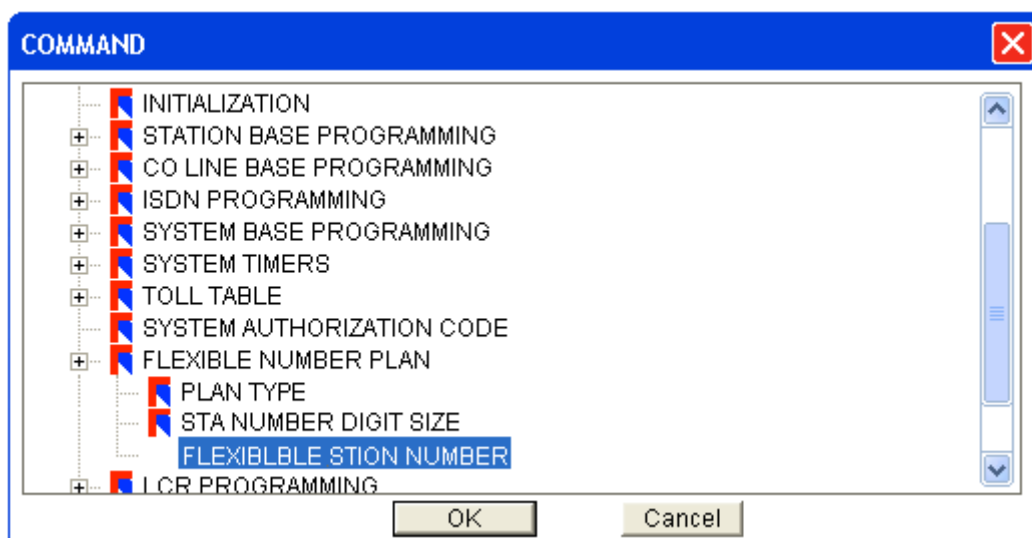 COMMAND
INITIALIZATION
STATION BASE PROGRAMMING
CO LINE BASE PROGRAMMING
ISDN PROGRAMMING
SYSTEM BASE PROGRAMMING
SYSTEM TIMERS
TOLL TABLE
SYSTEM AUTHORIZATION CODE
FLEXIBLE NUMBER PLAN
PLAN TYPE
STA NUMBER DIGIT SIZE
FLEXIBLBLE STION NUMBER
LCR PROGRAMMING
OK Cancel